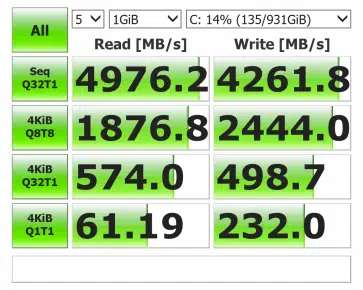 All 5 1GiB C: 14% (135/931GiB)
Read [MB/s] Write [MB/s]
Seq
Q32T1 4976.2 4261.8
4KiB
Q8T8 1876.8 2444.0
4KiB
Q32T1 574.0 498.7
4KiB
Q1T1 61.19 232.0